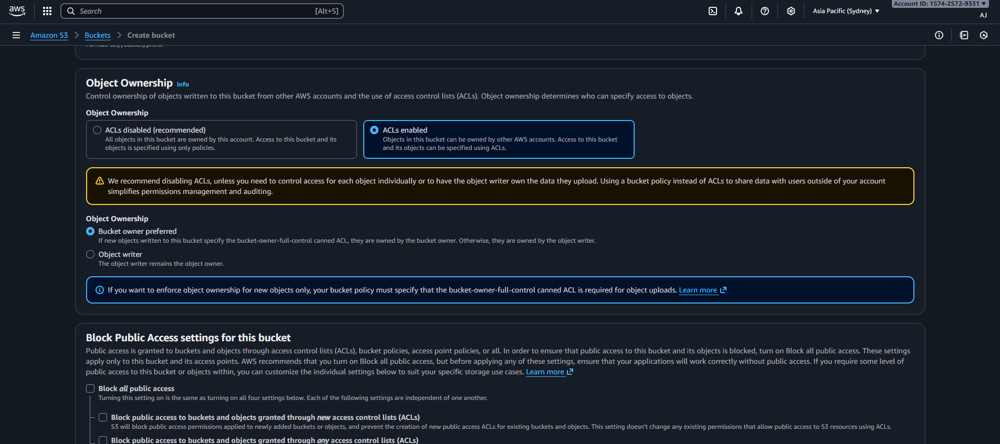 aws
Search
[Alt+S]
Asia Pacific (Sydney)
Account ID: 1574-2572-9331
AJ
Amazon S3
Buckets
Create bucket
Format: s3://bucket/prefix
Object Ownership Info
Control ownership of objects written to this bucket from other AWS accounts and the use of access control lists (ACLs). Object ownership determines who can specify access to objects.
Object Ownership
ACLs disabled (recommended)
All objects in this bucket are owned by this account. Access to this bucket and its
objects is specified using only policies.
ACLs enabled
Objects in this bucket can be owned by other AWS accounts. Access to this bucket
and its objects can be specified using ACLs.
We recommend disabling ACLs, unless you need to control access for each object individually or to have the object writer own the data they upload. Using a bucket policy instead of ACLs to share data with users outside of your account
simplifies permissions management and auditing.
Object Ownership
Bucket owner preferred
If new objects written to this bucket specify the bucket-owner-full-control canned ACL, they are owned by the bucket owner. Otherwise, they are owned by the object writer.
Object writer
The object writer remains the object owner.
If you want to enforce object ownership for new objects only, your bucket policy must specify that the bucket-owner-full-control canned ACL is required for object uploads. Learn more
Block Public Access settings for this bucket
Public access is granted to buckets and objects through access control lists (ACLs), bucket policies, access point policies, or all. In order to ensure that public access to this bucket and its objects is blocked, turn on Block all public access. These settings
apply only to this bucket and its access points. AWS recommends that you turn on Block all public access, but before applying any of these settings, ensure that your applications will work correctly without public access. If you require some level of
public access to this bucket or objects within, you can customize the individual settings below to suit your specific storage use cases. Learn more
Block all public access
Turning this setting on is the same as turning on all four settings below. Each of the following settings are independent of one another.
Block public access to buckets and objects granted through new access control lists (ACLs)
S3 will block public access permissions applied to newly added buckets or objects, and prevent the creation of new public access ACLs for existing buckets and objects. This setting doesn't change any existing permissions that allow public access to S3 resources using ACLs.
Block public access to buckets and objects granted through any access control lists (ACLs)